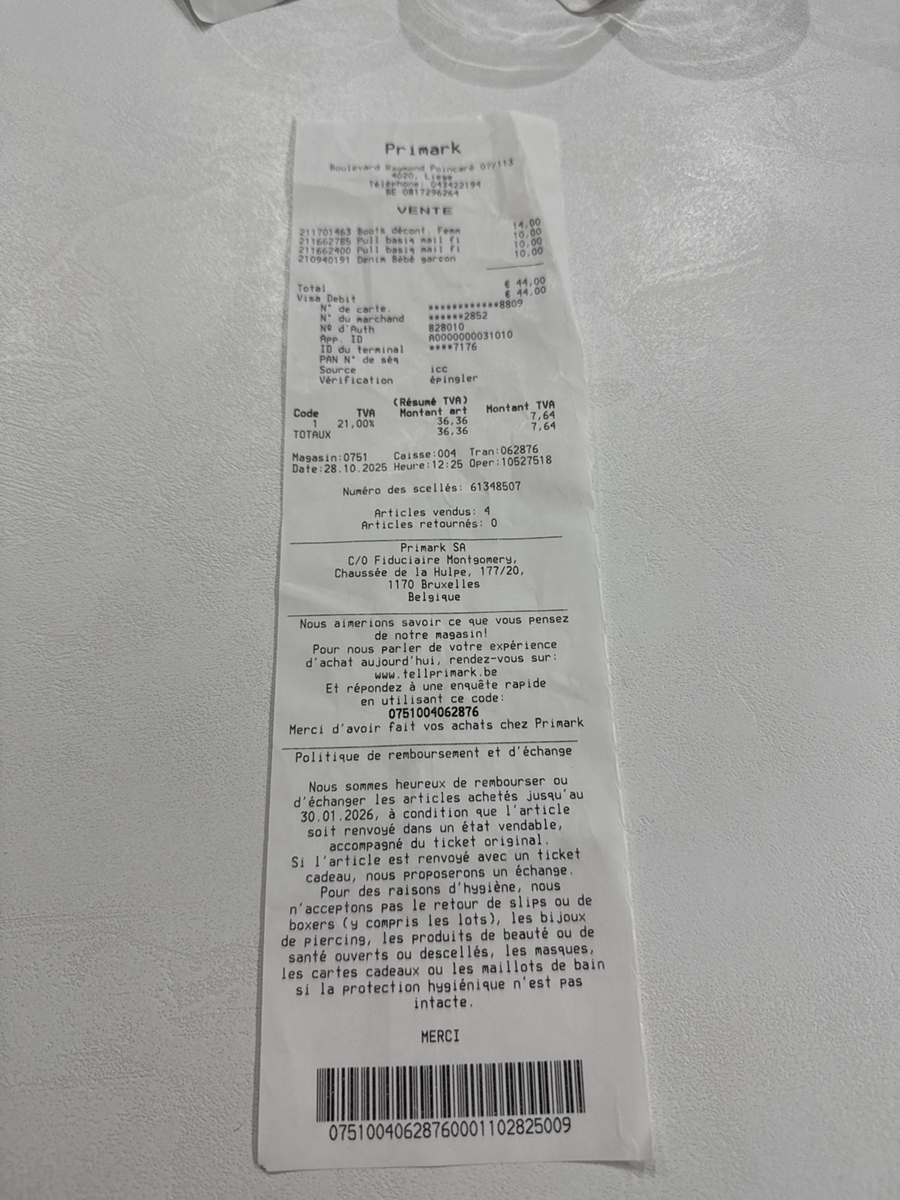 Primark
Boulevard Raymond Poincaré 07/113
4020, Liege
Téléphone: 043422194
BE 0817296264
VENTE
211701463 Boots décont. Femm 14,00
211662785 Pull basiq mail fi 10,00
211662400 Pull basiq mail fi 10,00
210940191 Denim Bébé garcon 10,00
Total € 44,00
Visa Debit € 44,00
N° de carte. ************8809
N° du marchand ******2852
Nº d'Auth 828010
App. ID A0000000031010
ID du terminal ****7176
PAN N° de séq
Source icc
Vérification épingler
(Résumé TVA)
Code TVA Montant art Montant TVA
1 21,00% 36,36 7,64
TOTAUX 36,36 7,64
Magasin:0751 Caisse:004 Tran:062876
Date:28.10.2025 Heure:12:25 Oper:10527518
Numéro des scellés: 61348507
Articles vendus: 4
Articles retournés: 0
Primark SA
C/O Fiduciaire Montgomery,
Chaussée de la Hulpe, 177/20,
1170 Bruxelles
Belgique
Nous aimerions savoir ce que vous pensez
de notre magasin!
Pour nous parler de votre expérience
d'achat aujourd'hui, rendez-vous sur:
www.tellprimark.be
Et répondez à une enquête rapide
en utilisant ce code:
0751004062876
Merci d'avoir fait vos achats chez Primark
Politique de remboursement et d'échange
Nous sommes heureux de rembourser ou
d'échanger les articles achetés jusqu'au
30.01.2026, à condition que l'article
soit renvoyé dans un état vendable,
accompagné du ticket original.
Si l'article est renvoyé avec un ticket
cadeau, nous proposerons un échange.
Pour des raisons d'hygiène, nous
n'acceptons pas le retour de slips ou de
boxers (y compris les lots), les bijoux
de piercing, les produits de beauté ou de
santé ouverts ou descellés, les masques,
les cartes cadeaux ou les maillots de bain
si la protection hygiénique n'est pas
intacte.
MERCI
07510040628760001102825009